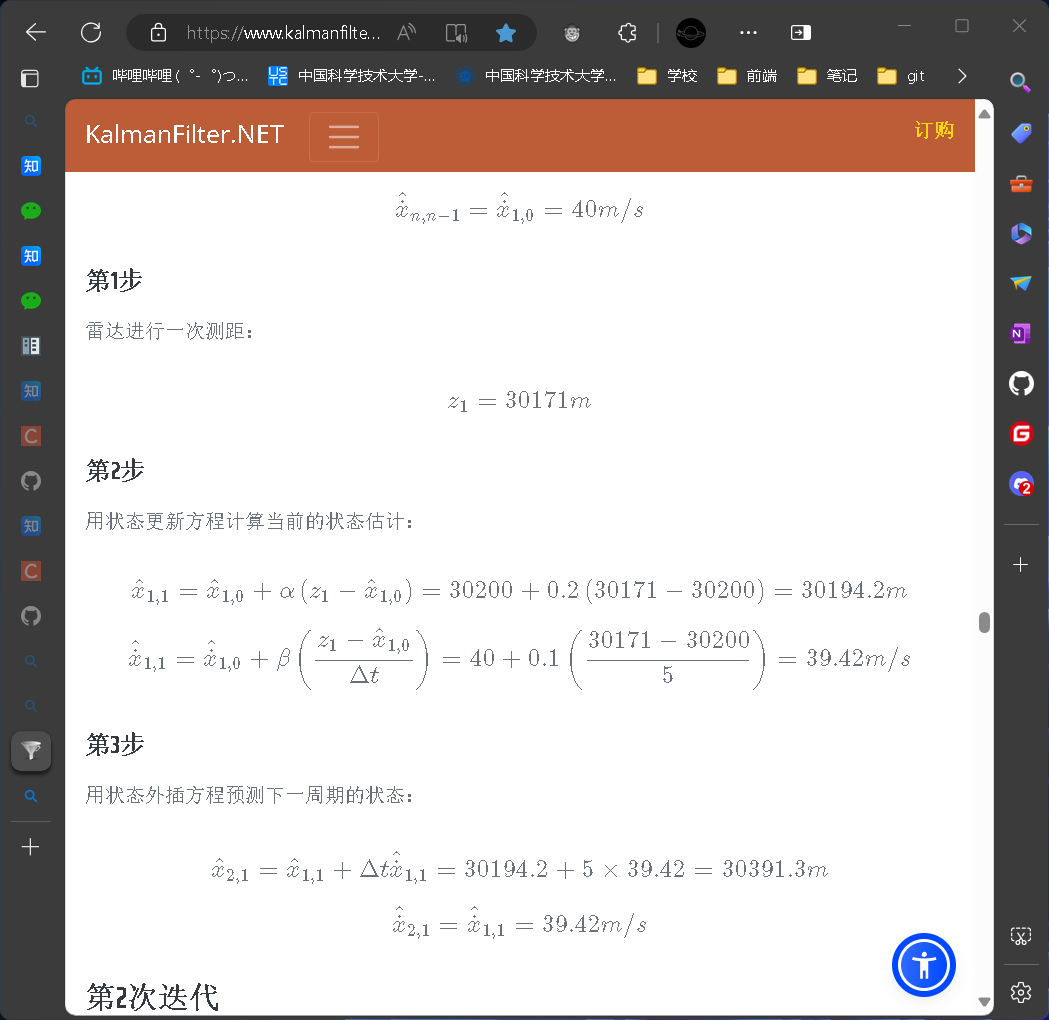 https://www.kalmanfilte...
哔哩哔哩 (゜-゜)つ...
中国科学技术大学-...
中国科学技术大学...
学校
前端
笔记
git
KalmanFilter.NET
订购
$\hat{\dot{x}}_{n,n-1} = \hat{\dot{x}}_{1,0} = 40m/s$
第1步
雷达进行一次测距：
$z_1 = 30171m$
第2步
用状态更新方程计算当前的状态估计：
$\hat{x}_{1,1} = \hat{x}_{1,0} + \alpha \left( z_1 - \hat{x}_{1,0} \right) = 30200 + 0.2 \left( 30171 - 30200 \right) = 30194.2m$
$\hat{\dot{x}}_{1,1} = \hat{\dot{x}}_{1,0} + \beta \left( \frac{z_1 - \hat{x}_{1,0}}{\Delta t} \right) = 40 + 0.1 \left( \frac{30171 - 30200}{5} \right) = 39.42m/s$
第3步
用状态外插方程预测下一周期的状态：
$\hat{x}_{2,1} = \hat{x}_{1,1} + \Delta t \hat{\dot{x}}_{1,1} = 30194.2 + 5 \times 39.42 = 30391.3m$
$\hat{\dot{x}}_{2,1} = \hat{\dot{x}}_{1,1} = 39.42m/s$
第2次迭代
知
知
知
C
知
C
N
G
2